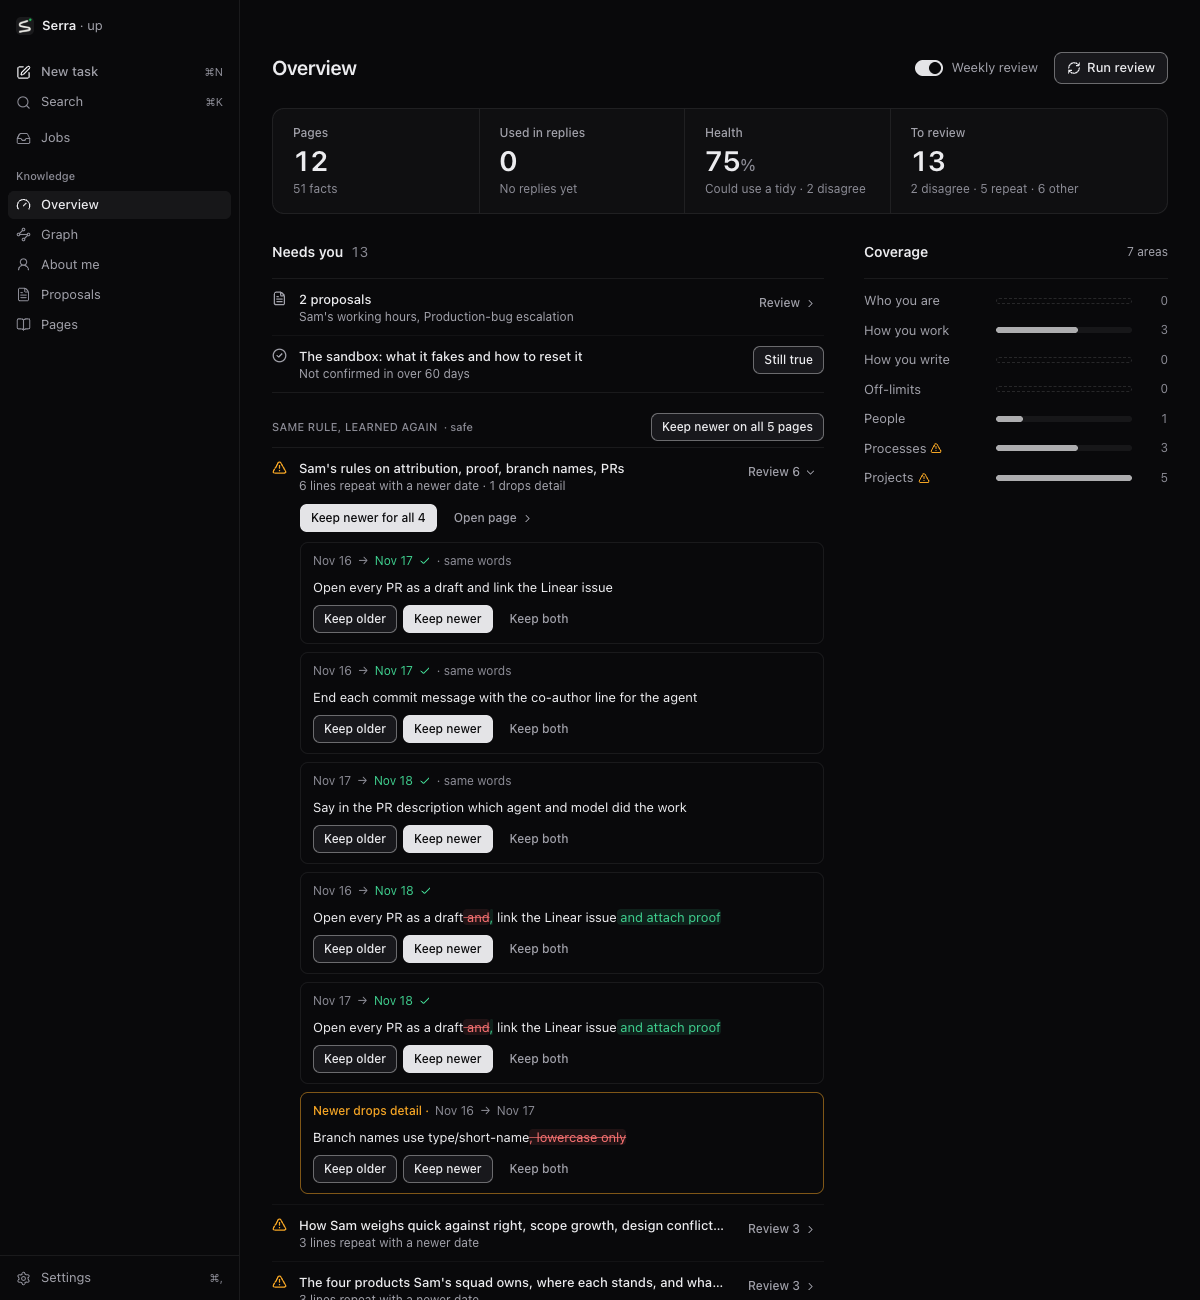 Serra · up
New task ⌘N
Search ⌘K
Jobs
Knowledge
Overview
Graph
About me
Proposals
Pages
Settings ⌘,
Overview
Weekly review
Run review
Pages
12
51 facts
Used in replies
0
No replies yet
Health
75%
Could use a tidy · 2 disagree
To review
13
2 disagree · 5 repeat · 6 other
Needs you 13
2 proposals
Sam's working hours, Production-bug escalation
Review
The sandbox: what it fakes and how to reset it
Not confirmed in over 60 days
Still true
SAME RULE, LEARNED AGAIN · safe
Keep newer on all 5 pages
Sam's rules on attribution, proof, branch names, PRs
6 lines repeat with a newer date · 1 drops detail
Review 6
Keep newer for all 4
Open page
Nov 16 → Nov 17 ✓ · same words
Open every PR as a draft and link the Linear issue
Keep older Keep newer Keep both
Nov 16 → Nov 17 ✓ · same words
End each commit message with the co-author line for the agent
Keep older Keep newer Keep both
Nov 17 → Nov 18 ✓ · same words
Say in the PR description which agent and model did the work
Keep older Keep newer Keep both
Nov 16 → Nov 18 ✓
Open every PR as a draft and, link the Linear issue and attach proof
Keep older Keep newer Keep both
Nov 17 → Nov 18 ✓
Open every PR as a draft and, link the Linear issue and attach proof
Keep older Keep newer Keep both
Newer drops detail · Nov 16 → Nov 17
Branch names use type/short-name, lowercase only
Keep older Keep newer Keep both
How Sam weighs quick against right, scope growth, design conflict...
3 lines repeat with a newer date
Review 3
The four products Sam's squad owns, where each stands, and wha...
3 lines repeat with a newer date
Review 3
Coverage 7 areas
Who you are 0
How you work 3
How you write 0
Off-limits 0
People 1
Processes 3
Projects 5